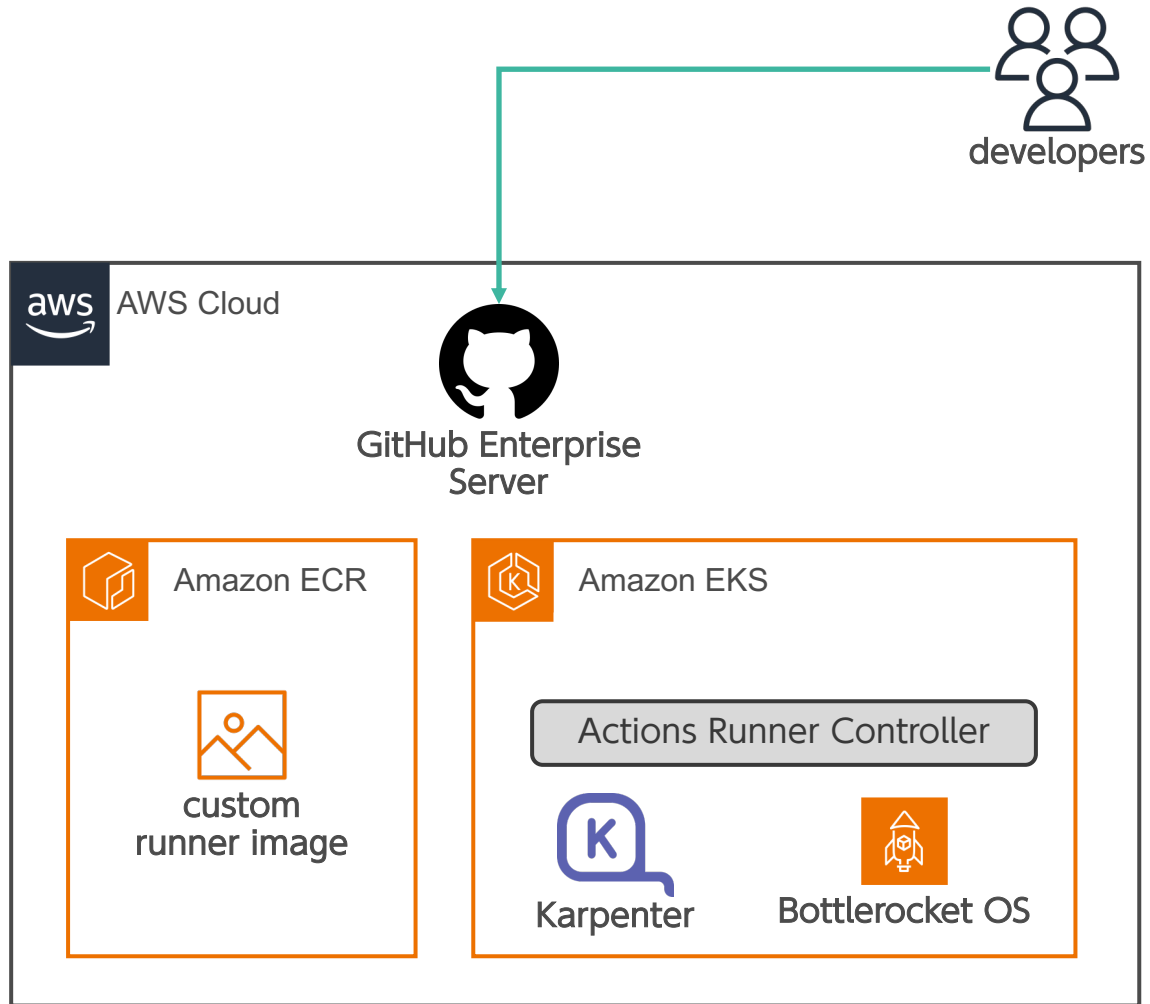 developers
aws
AWS Cloud
GitHub Enterprise
Server
Amazon ECR
Amazon EKS
K
Actions Runner Controller
custom
runner image
K
Karpenter
Bottlerocket OS